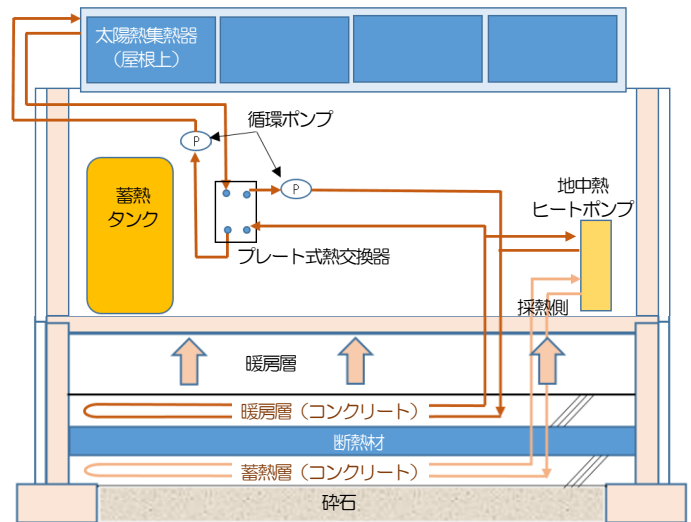 太陽熱集熱器
（屋根上）
循環ポンプ
P
P
蓄熱
タンク
地中熱
ヒートポンプ
プレート式熱交換器
採熱側
暖房層
暖房層（コンクリート）
断熱材
蓄熱層（コンクリート）
砕石